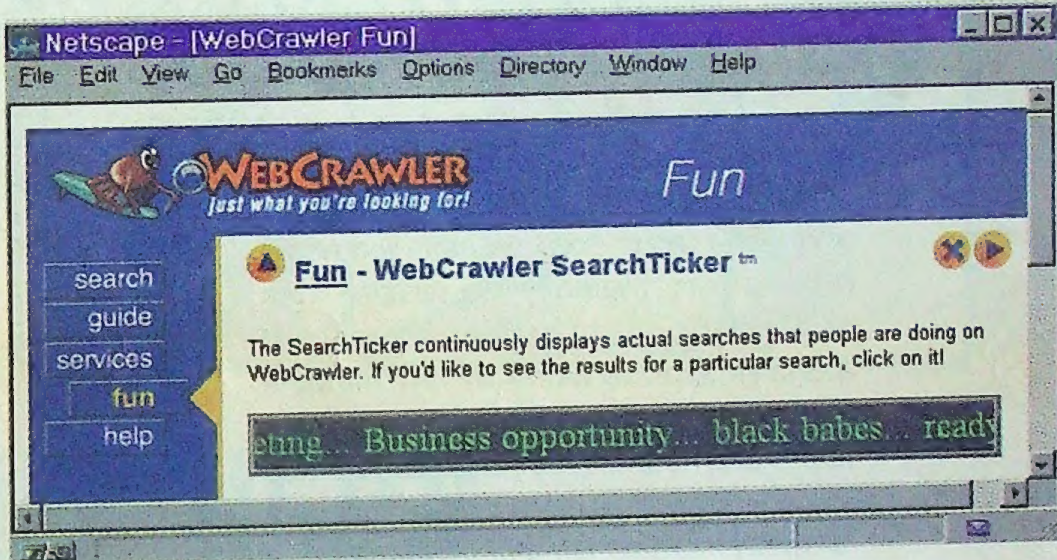 Netscape - [WebCrawler Fun]
File Edit View Go Bookmarks Options Directory Window Help
WEBCRAWLER
just what you're looking for!
Fun
search
guide
services
fun
help
Fun - WebCrawler SearchTicker ™
The SearchTicker continuously displays actual searches that people are doing on
WebCrawler. If you'd like to see the results for a particular search, click on it!
eting... Business opportunity... black babes... ready